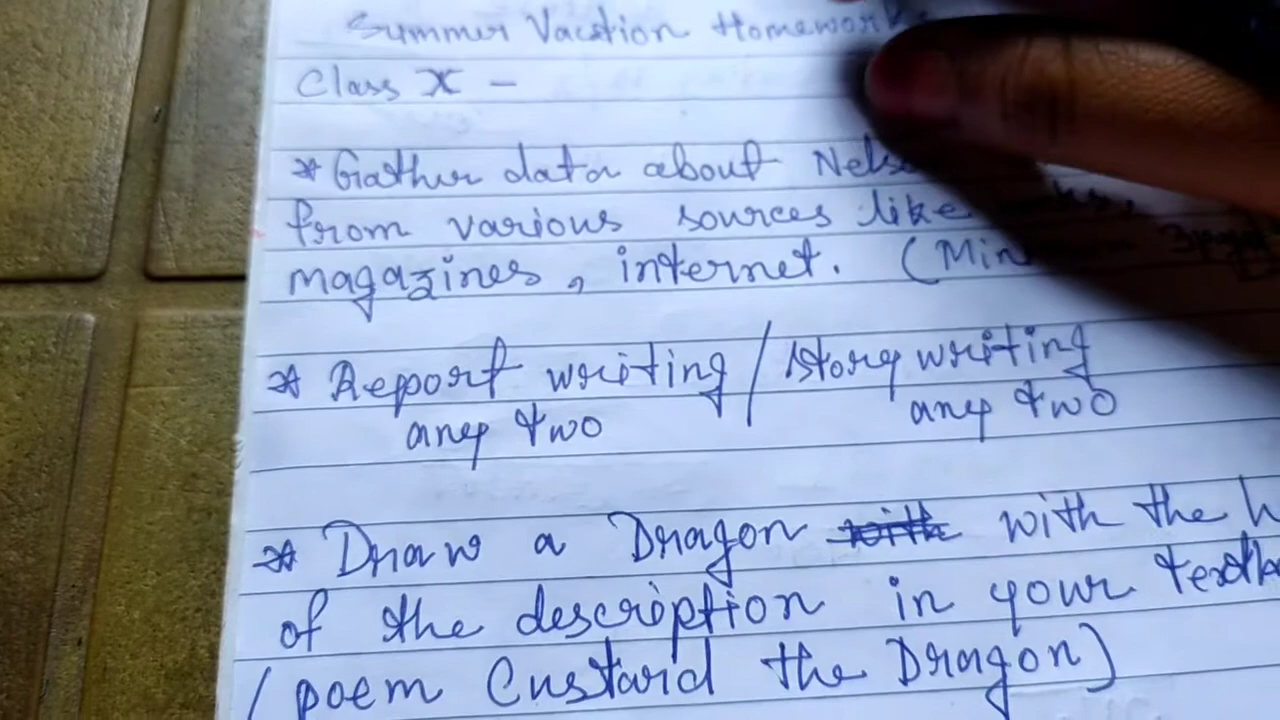 Summer Vacation Homework
Class X -
* Gather data about
from various sources like
magazines, internet. (Min
* Report writing / story writing
any two any two
* Draw a Dragon with with the
of the description in your
(poem Custard the Dragon)